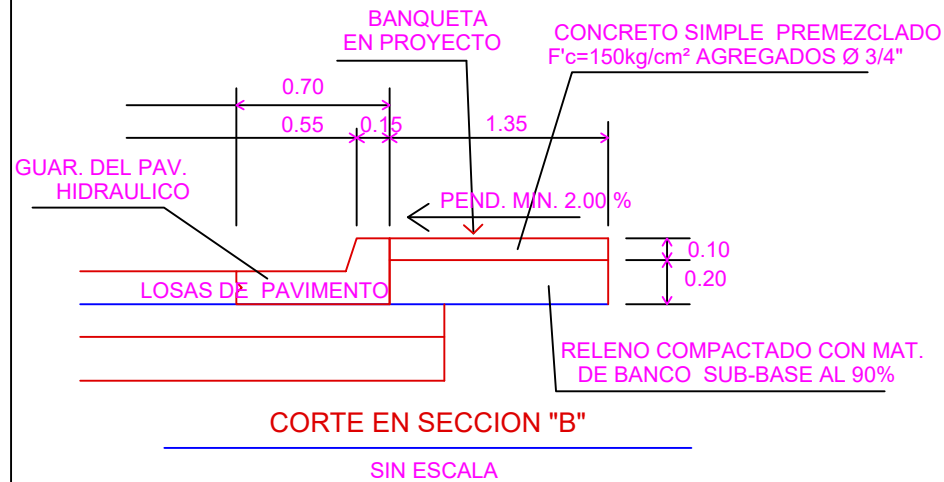 BANQUETA
EN PROYECTO
CONCRETO SIMPLE PREMEZCLADO
F'c=150kg/cm² AGREGADOS Ø 3/4"
0.70
0.55 0.15 1.35
GUAR. DEL PAV.
HIDRAULICO
PEND. MIN. 2.00 %
0.10
0.20
LOSAS DE PAVIMENTO
RELENO COMPACTADO CON MAT.
DE BANCO SUB-BASE AL 90%
CORTE EN SECCION "B"
SIN ESCALA